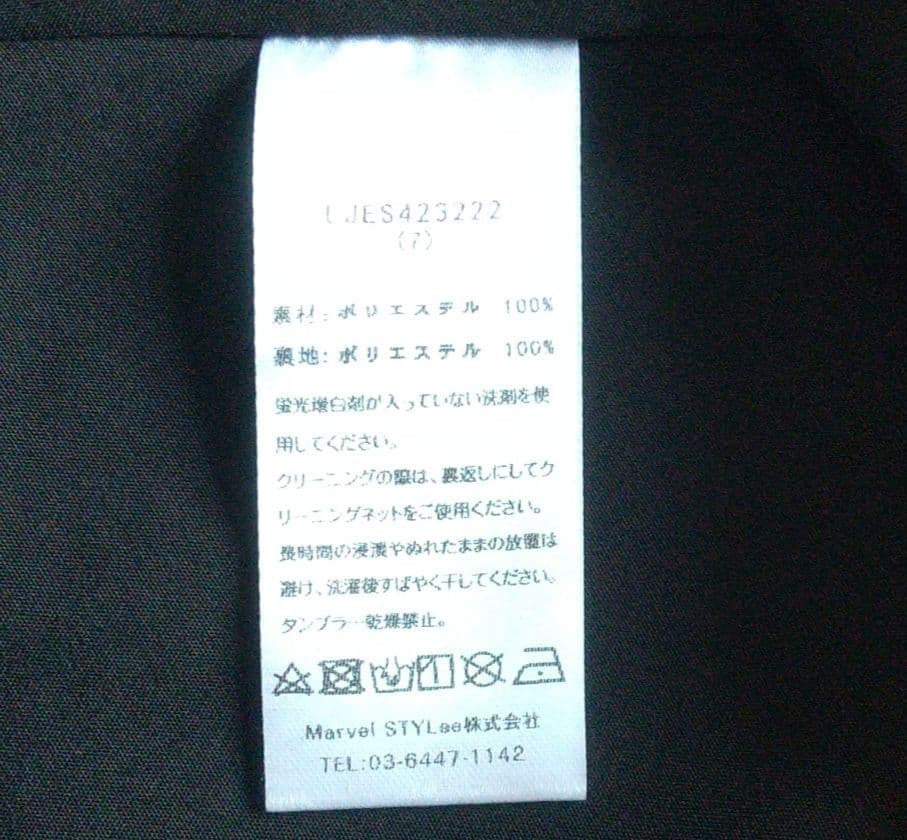 LJES423222
(7)
素材:ポリエステル 100%
裏地:ポリエステル 100%
蛍光増白剤が入っていない洗剤を使
用してください。
クリーニングの際は、裏返しにしてク
リーニングネットをご使用ください。
長時間の浸漬やぬれたままの放置は
避け、洗濯後すばやく干してください。
タンブラー乾燥禁止。
Marvel STYLee株式会社
TEL:03-6447-1142